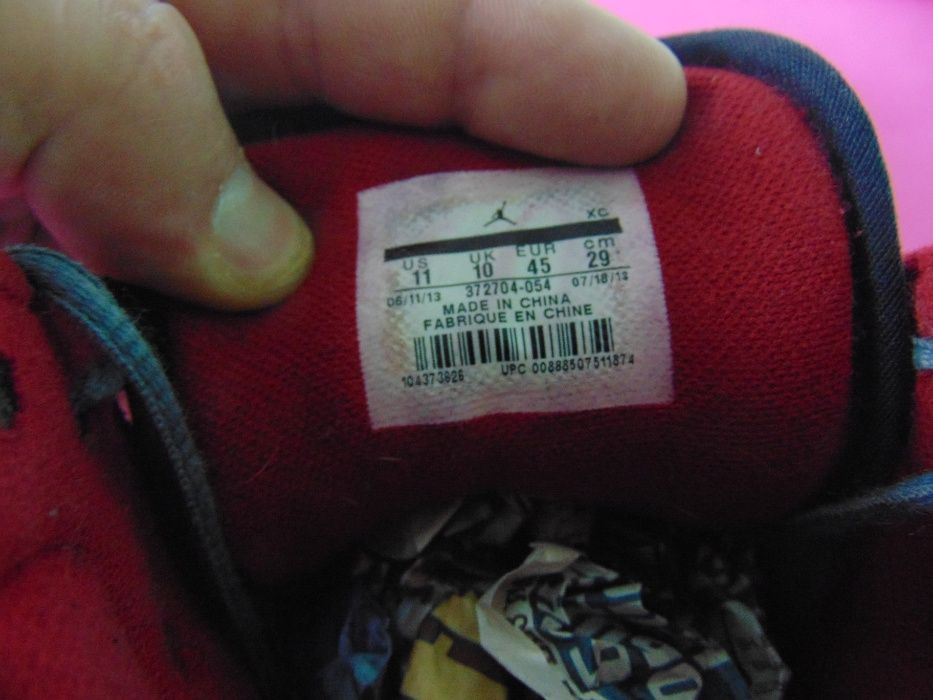 XC
US UK EUR cm
11 10 45 29
06/11/13 372704-054 07/18/13
MADE IN CHINA
FABRIQUE EN CHINE
104373926 UPC 00888507511874